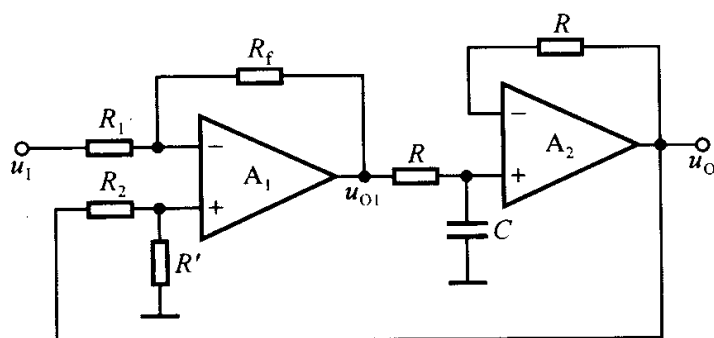 R
R_f
R_1
−
−
A_2
u_O
u_I
A_1
R
+
R_2
+
u_O1
C
R′